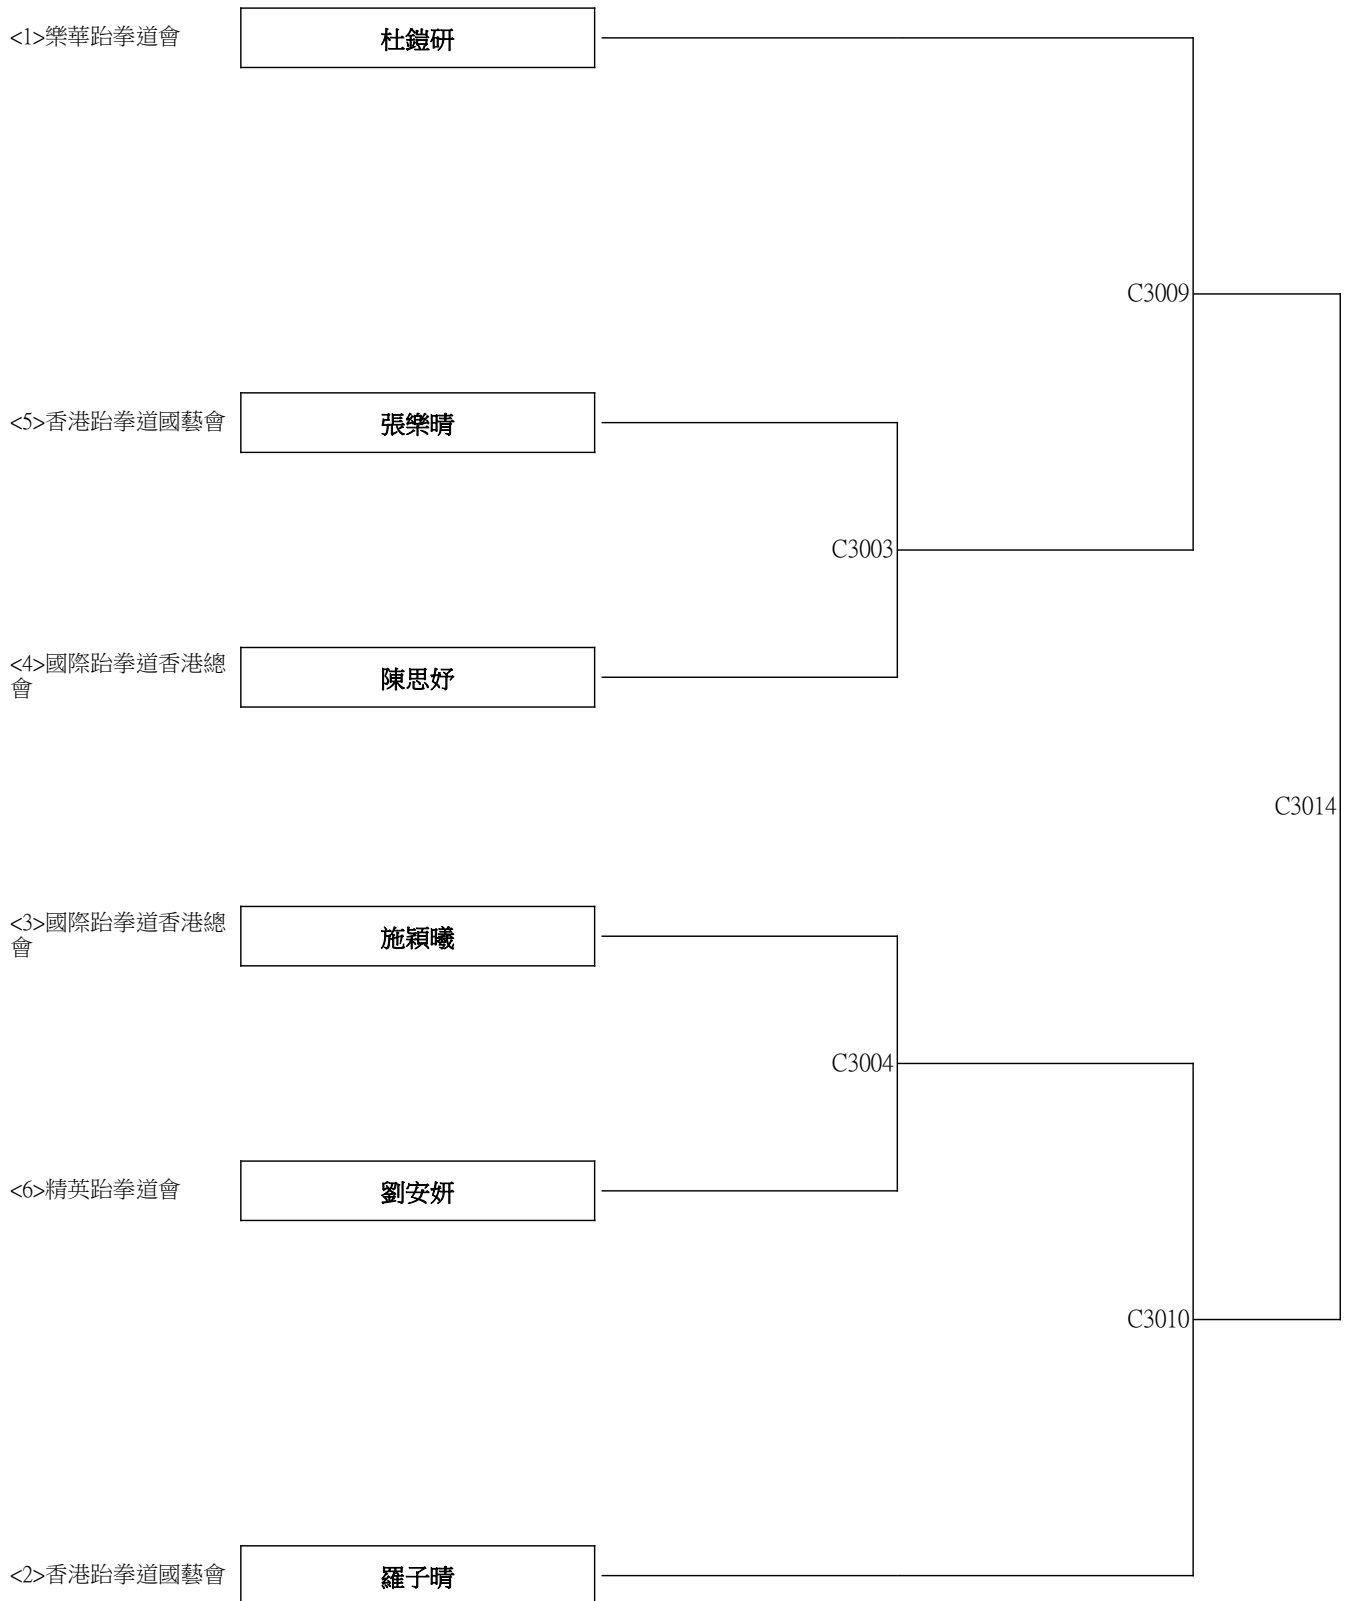 <1>樂華跆拳道會
杜鎧研
C3009
<5>香港跆拳道國藝會
張樂晴
C3003
<4>國際跆拳道香港總
會
陳思妤
C3014
<3>國際跆拳道香港總
會
施穎曦
C3004
<6>精英跆拳道會
劉安妍
C3010
<2>香港跆拳道國藝會
羅子晴